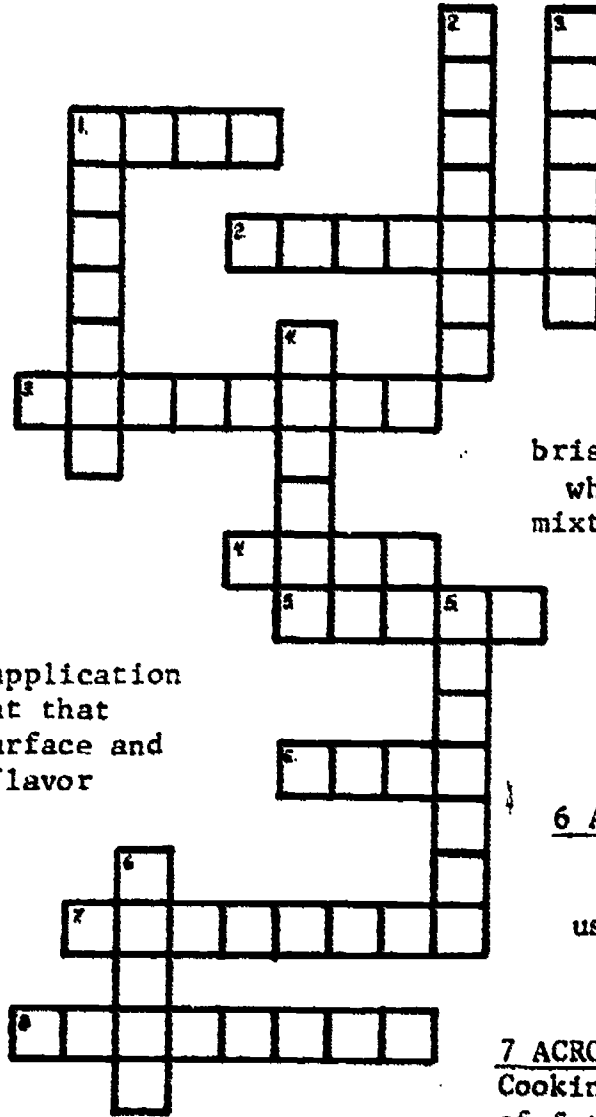 2. 3.
1.
2.
4.
3.
bris
wh
mixt
4.
5. 5.
application
at that
urface and
6.
flavor
6 A
6
us
7.
8
7 ACRO
Cookin